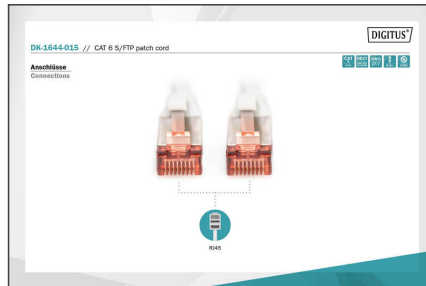 DIGITUS®
DK-1644-015 // CAT 6 S/FTP patch cord
Anschlüsse
Connections
RJ45